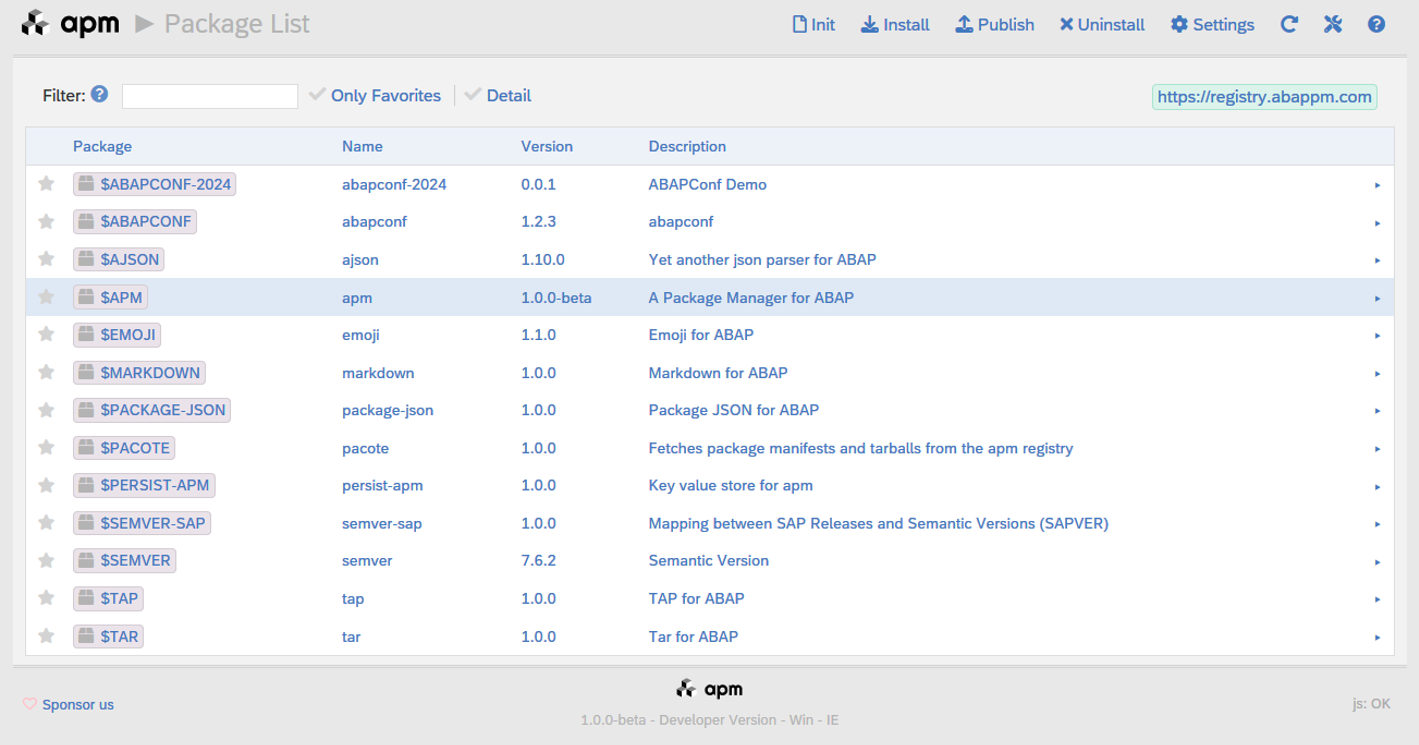 apm ▶ Package List Init Install Publish Uninstall Settings
Filter: Only Favorites Detail https://registry.abappm.com
Package Name Version Description
$ABAPCONF-2024 abapconf-2024 0.0.1 ABAPConf Demo
$ABAPCONF abapconf 1.2.3 abapconf
$AJSON ajson 1.10.0 Yet another json parser for ABAP
$APM apm 1.0.0-beta A Package Manager for ABAP
$EMOJI emoji 1.1.0 Emoji for ABAP
$MARKDOWN markdown 1.0.0 Markdown for ABAP
$PACKAGE-JSON package-json 1.0.0 Package JSON for ABAP
$PACOTE pacote 1.0.0 Fetches package manifests and tarballs from the apm registry
$PERSIST-APM persist-apm 1.0.0 Key value store for apm
$SEMVER-SAP semver-sap 1.0.0 Mapping between SAP Releases and Semantic Versions (SAPVER)
$SEMVER semver 7.6.2 Semantic Version
$TAP tap 1.0.0 TAP for ABAP
$TAR tar 1.0.0 Tar for ABAP
apm
Sponsor us js: OK
1.0.0-beta - Developer Version - Win - IE